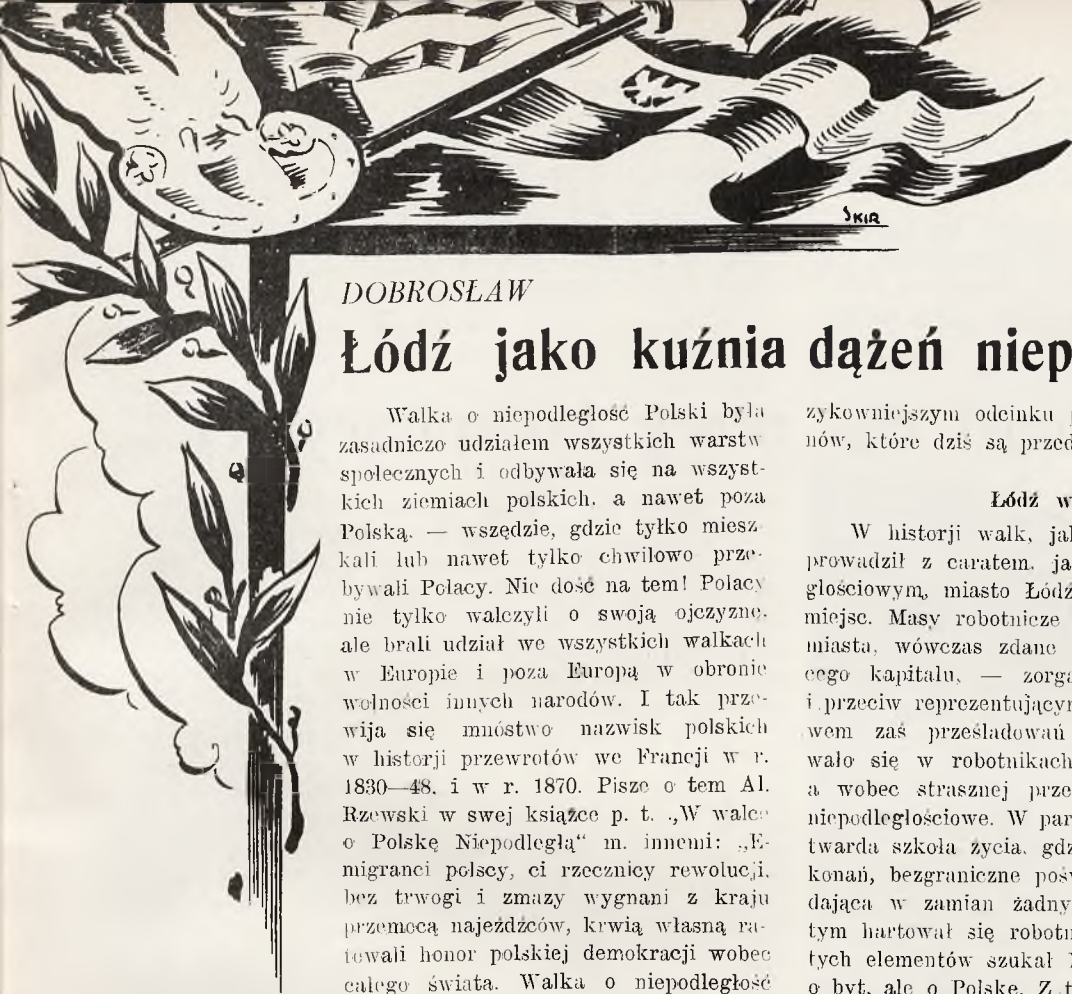 SKIR
DOBROSŁAW
Łódź jako kuźnia dążeń niep
Walka o niepodległość Polski była
zasadniczo udziałem wszystkich warstw
społecznych i odbywała się na wszyst-
kich ziemiach polskich, a nawet poza
Polską. — wszędzie, gdzie tylko miesz
kali lub nawet tylko chwilowo prze-
bywali Polacy. Nie dość na tem! Polacy
nie tylko walczyli o swoją ojczyznę,
ale brali udział we wszystkich walkach
w Europie i poza Europą w obronie
wolności innych narodów. I tak prze-
wija się mnóstwo nazwisk polskich
w historji przewrotów we Francji w r.
1830—48. i w r. 1870. Pisze o tem Al.
Rzewski w swej książce p. t. „W walce
o Polskę Niepodległą“ m. innemi: „E-
migranci polscy, ci rzecznicy rewolucji,
bez trwogi i zmazy wygnani z kraju
przemocą najeźdźców, krwią własną ra-
towali honor polskiej demokracji wobec
całego świata. Walka o niepodległość
zykowniejszym odcinku
nów, które dziś są przed
Łódź w
W historji walk, jak
prowadził z caratem, ja
głościowym, miasto Łódź
miejsc. Masy robotnicze
miasta, wówczas zdane
cego kapitału, — zorga
i przeciw reprezentującym
wem zaś prześladowań
wało się w robotnikach
a wobec strasznej prze
niepodległościowe. W par
twarda szkoła życia, gdz
konań, bezgraniczne pośw
dająca w zamian żadny
tym hartował się robotn
tych elementów szukał
o byt, ale o Polskę. Z t